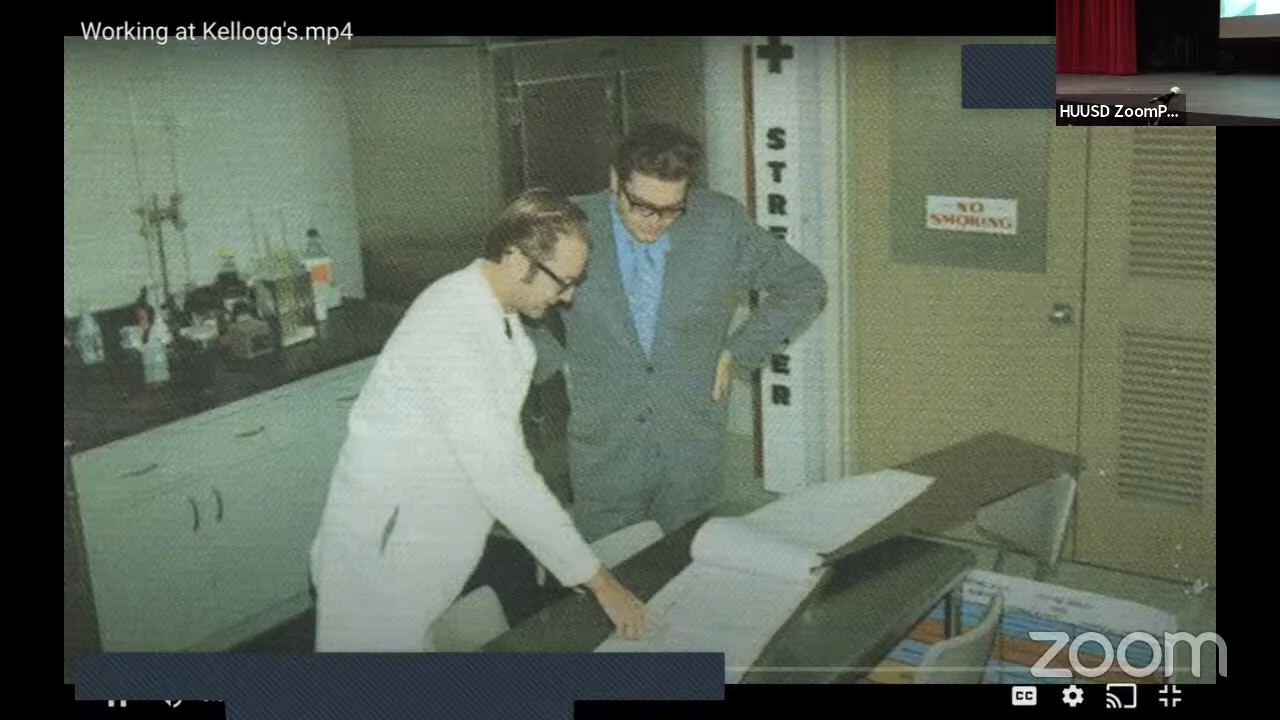 Working at Kellogg's.mp4
HUUSD ZoomP...
+ STRE
ER
NO
SMOKING
zoom
CC